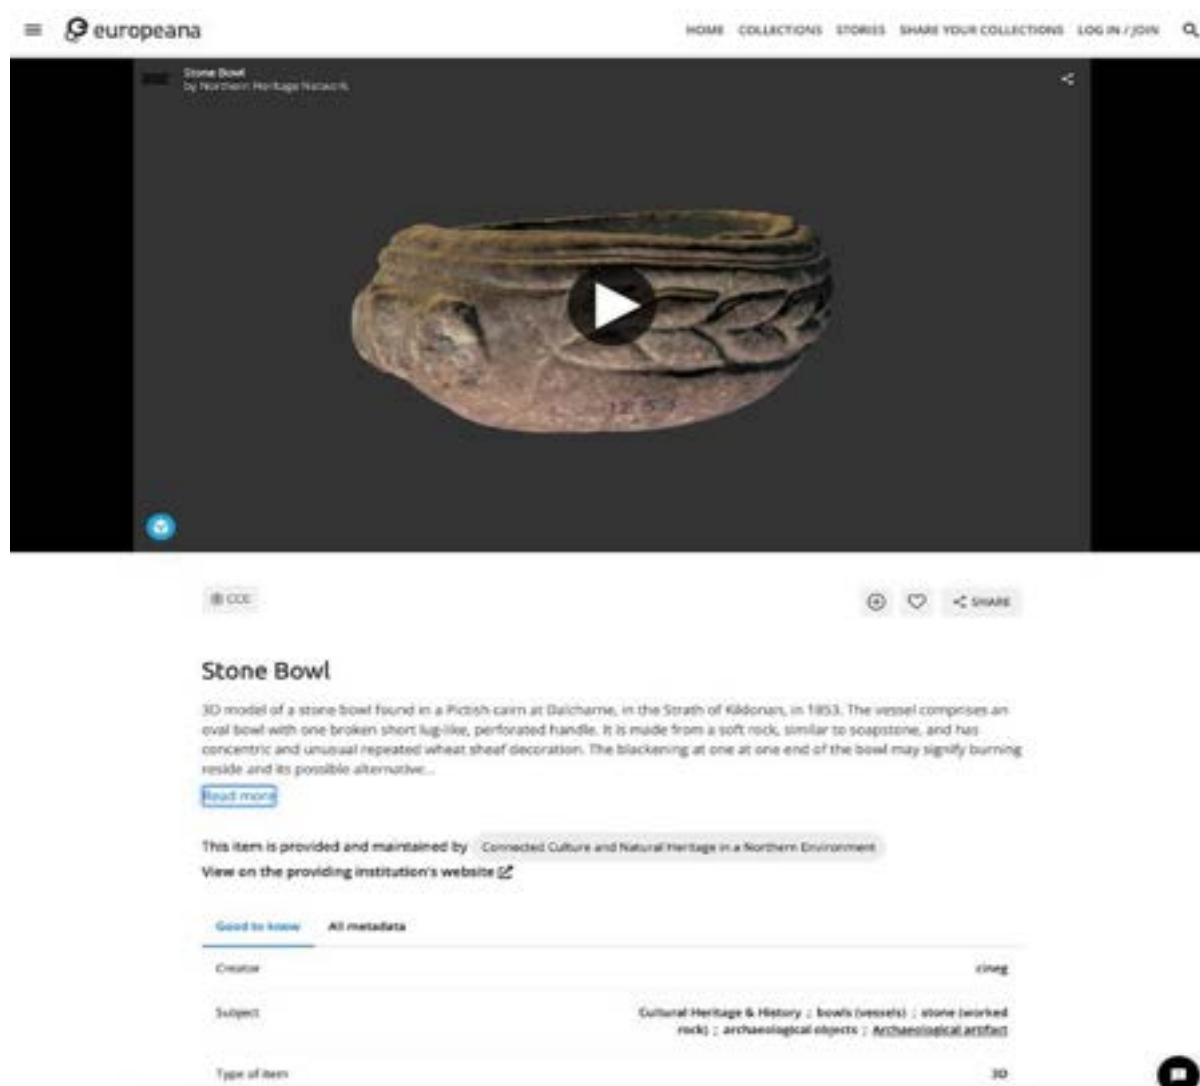 europeana
HOME COLLECTIONS STORIES SHARE YOUR COLLECTIONS LOG IN / JOIN
Stone Bowl
by Northern Heritage Network
SHARE
Stone Bowl
3D model of a stone bowl found in a Pictish cairn at Dalcharne, in the Strath of Kildonan, in 1853. The vessel comprises an
oval bowl with one broken short lug-like, perforated handle. It is made from a soft rock, similar to soapstone, and has
concentric and unusual repeated wheat sheaf decoration. The blackening at one at one end of the bowl may signify burning
reside and its possible alternative...
Read more
This item is provided and maintained by Connected Culture and Natural Heritage in a Northern Environment
View on the providing institution's website
Good to know All metadata
Creator cineg
Subject Cultural Heritage & History ; bowls (vessels) ; stone (worked
rock) ; archaeological objects ; Archaeological artifact
Type of item 3D